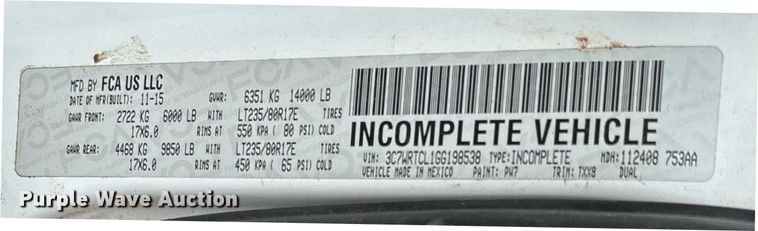 MFD BY FCA US LLC
DATE OF MFR(BUILT): 11-15 GVWR: 6351 KG 14000 LB
GAWR FRONT: 2722 KG 6000 LB WITH LT235/80R17E TIRES
17X6.0 RIMS AT 550 KPA ( 80 PSI) COLD
GAWR REAR: 4468 KG 9850 LB WITH LT235/80R17E TIRES
17X6.0 RIMS AT 450 KPA ( 65 PSI) COLD
INCOMPLETE VEHICLE
VIN: 3C7WRTCL1GG198538 TYPE: INCOMPLETE MDH: 112408 753AA
VEHICLE MADE IN MEXICO PAINT: PW7 TRIM: TXX8 DUAL
Purple Wave Auction